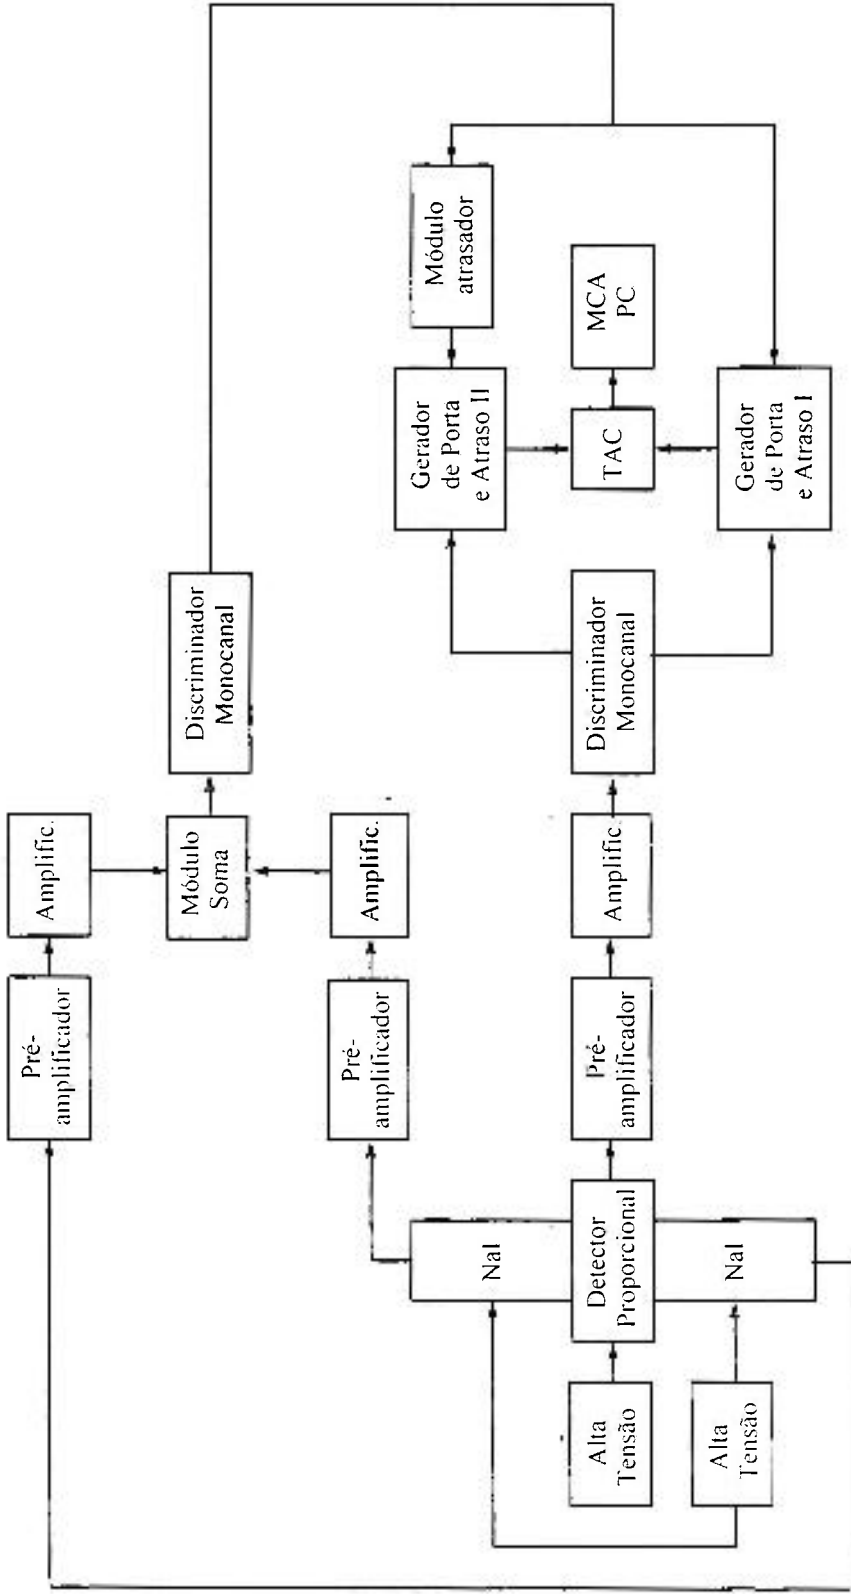 Pré-
amplificador
Amplific.
Módulo
Soma
Discriminador
Monocanal
Pré-
amplificador
Amplific.
Alta
Tensão
Alta
Tensão
NaI
Detector
Proporcional
NaI
Pré-
amplificador
Amplific.
Discriminador
Monocanal
Gerador
de Porta
e Atraso II
Módulo
atrasador
TAC
MCA
PC
Gerador
de Porta
e Atraso I